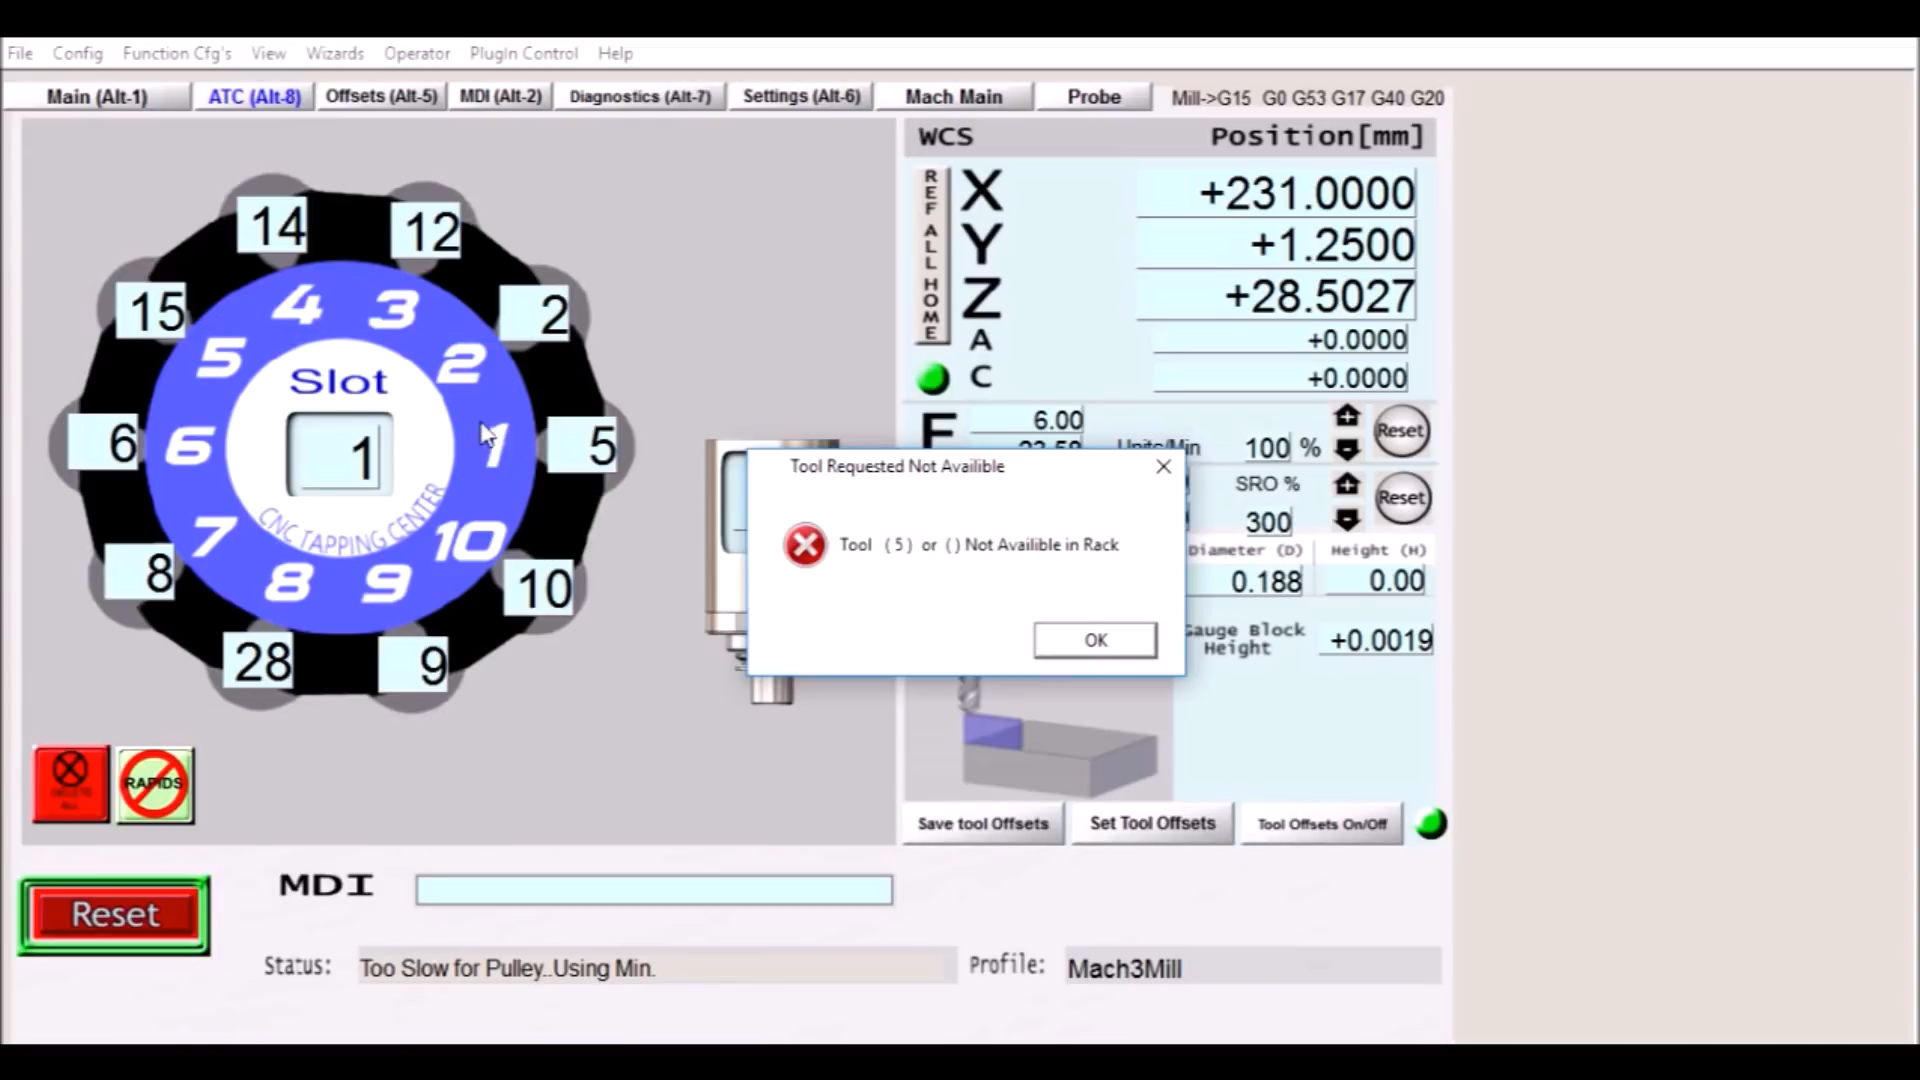 File Config Function Cfg's View Wizards Operator PlugIn Control Help
Main (Alt-1) ATC (Alt-8) Offsets (Alt-5) MDI (Alt-2) Diagnostics (Alt-7) Settings (Alt-6) Mach Main Probe Mill->G15 G0 G53 G17 G40 G20
WCS Position[mm]
REF ALL HOME
X +231.0000
Y +1.2500
Z +28.5027
A +0.0000
C +0.0000
14 12
15 2
4 3
5 2
Slot
6 6 1 1 5
7 10
CNC TAPPING CENTER
8 8 9 10
28 9
F 6.00
Units/Min 100 % Reset
SRO % Reset
300
Tool Requested Not Availible
Tool ( 5 ) or ( ) Not Availible in Rack
OK
Diameter (D) Height (H)
0.188 0.00
Gauge Block
Height +0.0019
RAPIDS
Save tool Offsets Set Tool Offsets Tool Offsets On/Off
Reset
MDI
Status: Too Slow for Pulley..Using Min. Profile: Mach3Mill